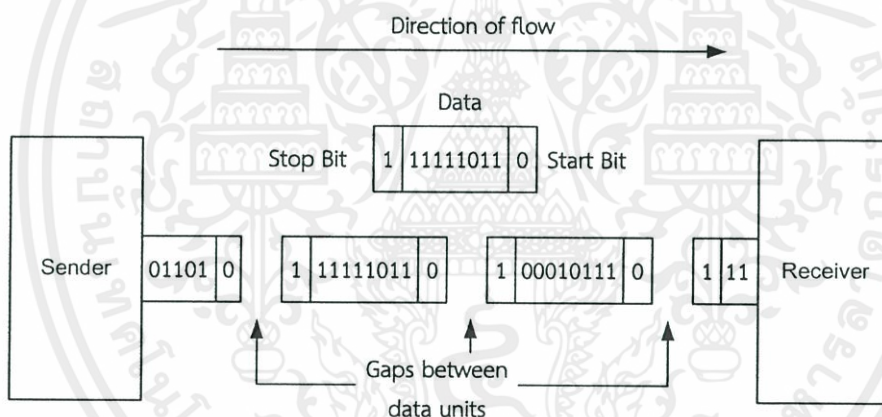 Direction of flow
Data
Stop Bit 1 11111011 0 Start Bit
Sender 01101 0 1 11111011 0 1 00010111 0 1 11 Receiver
Gaps between
data units